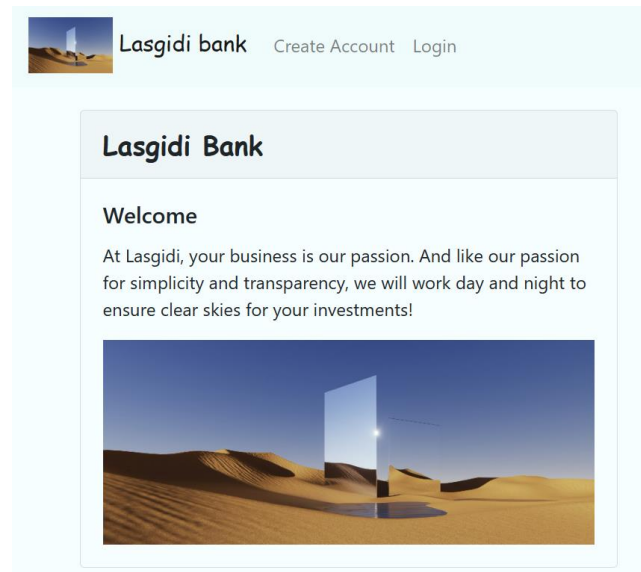 Lasgidi bank Create Account Login
Lasgidi Bank
Welcome
At Lasgidi, your business is our passion. And like our passion
for simplicity and transparency, we will work day and night to
ensure clear skies for your investments!